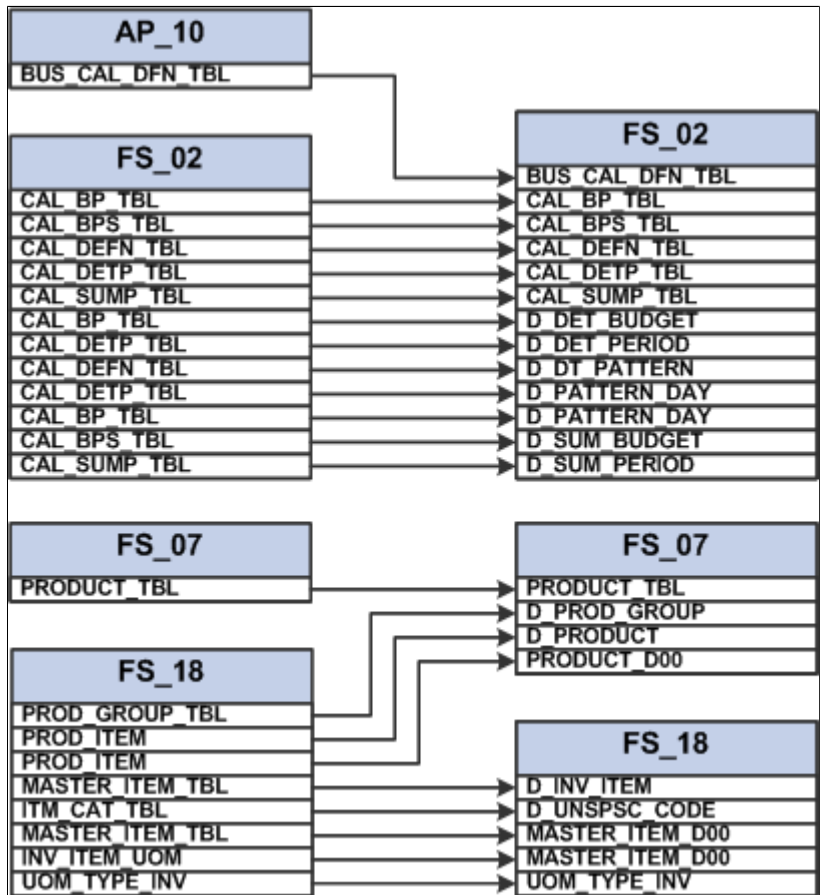 AP_10
BUS_CAL_DFN_TBL
FS_02
CAL_BP_TBL
CAL_BPS_TBL
CAL_DEFN_TBL
CAL_DETP_TBL
CAL_SUMP_TBL
CAL_BP_TBL
CAL_DETP_TBL
CAL_DEFN_TBL
CAL_DETP_TBL
CAL_BP_TBL
CAL_BPS_TBL
CAL_SUMP_TBL
FS_02
BUS_CAL_DFN_TBL
CAL_BP_TBL
CAL_BPS_TBL
CAL_DEFN_TBL
CAL_DETP_TBL
CAL_SUMP_TBL
D_DET_BUDGET
D_DET_PERIOD
D_DT_PATTERN
D_PATTERN_DAY
D_PATTERN_DAY
D_SUM_BUDGET
D_SUM_PERIOD
FS_07
PRODUCT_TBL
FS_18
PROD_GROUP_TBL
PROD_ITEM
PROD_ITEM
MASTER_ITEM_TBL
ITM_CAT_TBL
MASTER_ITEM_TBL
INV_ITEM_UOM
UOM_TYPE_INV
FS_07
PRODUCT_TBL
D_PROD_GROUP
D_PRODUCT
PRODUCT_D00
FS_18
D_INV_ITEM
D_UNSPSC_CODE
MASTER_ITEM_D00
MASTER_ITEM_D00
UOM_TYPE_INV